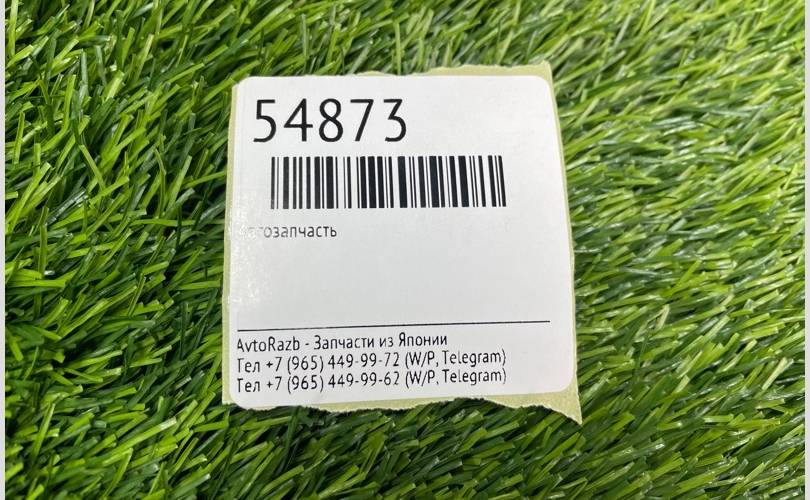 54873
Автозапчасть
AvtoRazb - Запчасти из Японии
Тел +7 (965) 449-99-72 (W/P, Telegram)
Тел +7 (965) 449-99-62 (W/P, Telegram)